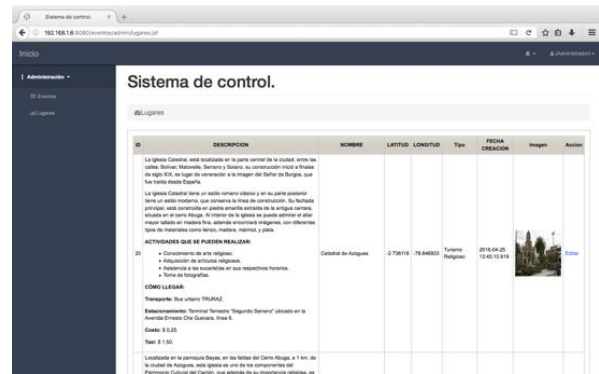 Sistema de control.
192.168.1.6:8080/eventos/admin/lugares.jsf
Inicio
(Administrador)
Administración
Eventos
Lugares
Sistema de control.
Lugares
ID DESCRIPCION NOMBRE LATITUD LONGITUD Tipo FECHA CREACION Imagen Accion
La Iglesia Catedral, está localizada en la parte central de la ciudad, entre las
calles: Bolívar, Matovelle, Serrano y Solano, su construcción inició a finales
de siglo XIX, es lugar de veneración a la imagen del Señor de Burgos, que
fue traída desde España.
La Iglesia Catedral tiene un estilo romano clásico y en su parte posterior
tiene un estilo moderno, que conserva la línea de construcción. Su fachada
principal, está construida en piedra amarilla extraída de la antigua cantera,
situada en el cerro Abuga. Al interior de la iglesia se puede admirar el altar
mayor tallado en madera fina, además encontrará imágenes, con diferentes
tipos de materiales como lienzo, madera, mármol, y plata.
ACTIVIDADES QUE SE PUEDEN REALIZAR:
Conocimiento de arte religioso.
Adquisición de artículos religiosos.
Asistencia a las eucaristías en sus respectivos horarios.
Toma de fotografías.
CÓMO LLEGAR:
Transporte: Bus urbano TRURAZ.
Estacionamiento: Terminal Terrestre "Segundo Serrano" ubicado en la
Avenida Ernesto Che Guevara, línea 8.
Costo: $ 0,25.
Taxi: $ 1,50.
20 Catedral de Azogues -2.738118 -78.846933 Turismo Religioso 2016-04-25 13:40:10.919 Editar
Localizada en la parroquia Bayas, en las faldas del Cerro Abuga, a 1 km. de
la ciudad de Azogues, esta iglesia es uno de los componentes del
Patrimonio Cultural del Cantón, que además de su importancia religiosa, es